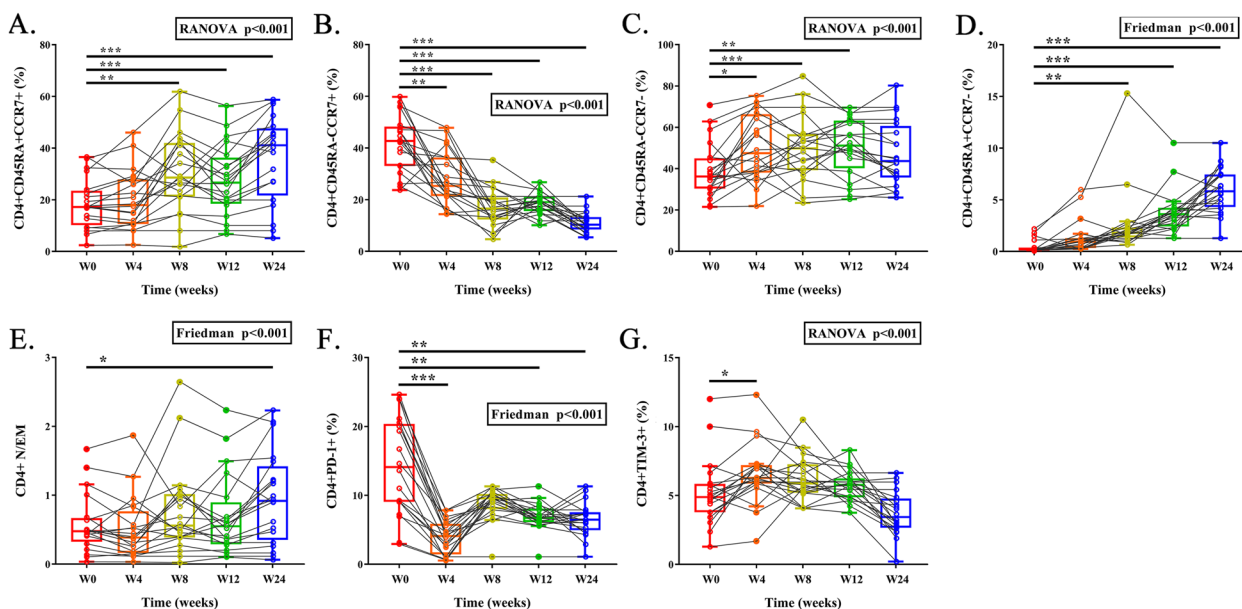 A.
RANOVA p<0.001
CD4+CD45RA+CCR7+ (%)
80
60
40
20
0
***
***
**
W0 W4 W8 W12 W24
Time (weeks)
B.
RANOVA p<0.001
CD4+CD45RA-CCR7+ (%)
80
60
40
20
0
***
***
***
**
W0 W4 W8 W12 W24
Time (weeks)
C.
RANOVA p<0.001
CD4+CD45RA-CCR7- (%)
100
80
60
40
20
0
**
***
*
W0 W4 W8 W12 W24
Time (weeks)
D.
Friedman p<0.001
CD4+CD45RA+CCR7- (%)
20
15
10
5
0
***
***
**
W0 W4 W8 W12 W24
Time (weeks)
E.
Friedman p<0.001
CD4+ N/EM
3
2
1
0
*
W0 W4 W8 W12 W24
Time (weeks)
F.
Friedman p<0.001
CD4+PD-1+ (%)
30
20
10
0
**
**
***
W0 W4 W8 W12 W24
Time (weeks)
G.
RANOVA p<0.001
CD4+TIM-3+ (%)
15
10
5
0
*
W0 W4 W8 W12 W24
Time (weeks)